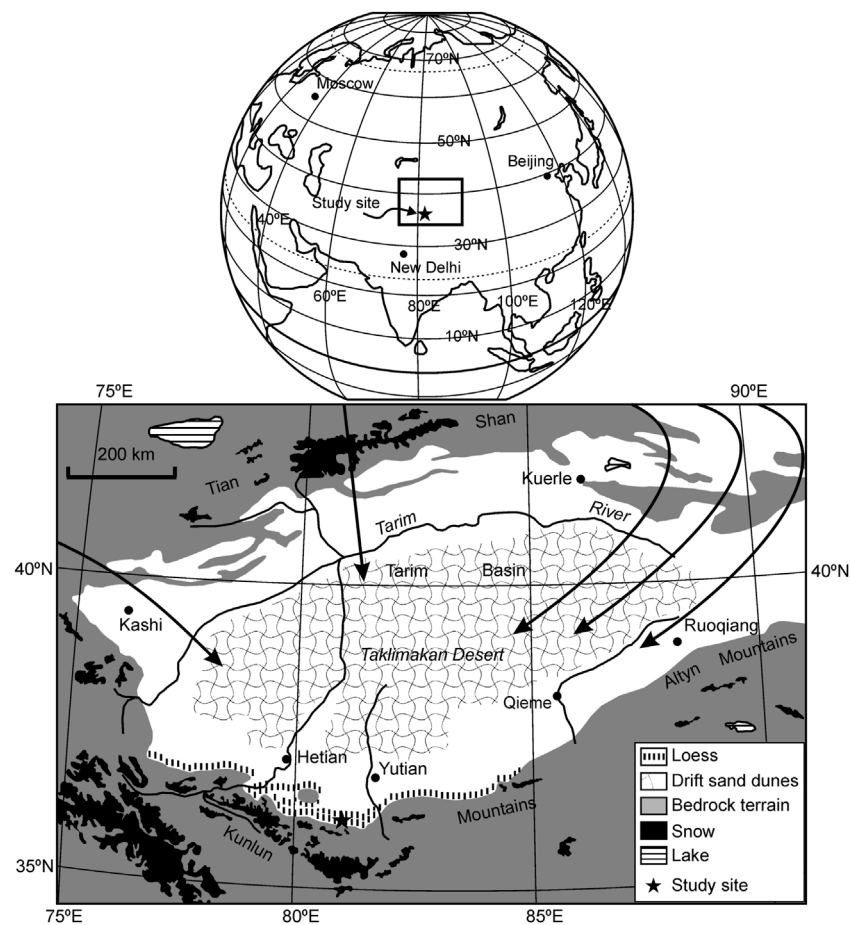 70ºN
Moscow
50ºN
Beijing
Study site
40ºE
30ºN
New Delhi
60ºE
80ºE
100ºE
120ºE
10ºN
75ºE
90ºE
Shan
200 km
Tian
Kuerle
Tarim
River
40ºN
Tarim Basin
40ºN
Kashi
Ruoqiang
Taklimakan Desert
Altyn Mountains
Qieme
Hetian
Yutian
Loess
Drift sand dunes
Bedrock terrain
Snow
Lake
Study site
Mountains
Kunlun
35ºN
75ºE
80ºE
85ºE